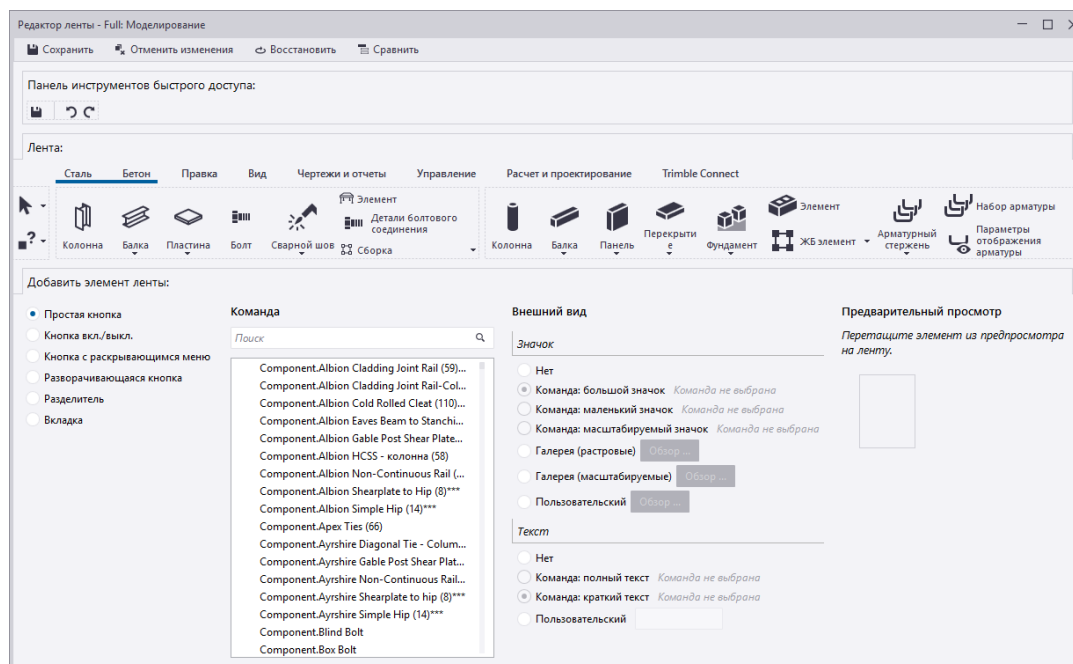 Редактор ленты - Full: Моделирование
Сохранить Отменить изменения Восстановить Сравнить
Панель инструментов быстрого доступа:
Лента:
Сталь Бетон Правка Вид Чертежи и отчеты Управление Расчет и проектирование Trimble Connect
Колонна Балка Пластина Болт Сварной шов
Элемент
Детали болтового
соединения
Сборка
Колонна Балка Панель
Перекрыти
е
Фундамент
Элемент
ЖБ элемент
Арматурный
стержень
Набор арматуры
Параметры
отображения
арматуры
Добавить элемент ленты:
Простая кнопка
Кнопка вкл./выкл.
Кнопка с раскрывающимся меню
Разворачивающаяся кнопка
Разделитель
Вкладка
Команда
Поиск
Component.Albion Cladding Joint Rail (59)...
Component.Albion Cladding Joint Rail-Col...
Component.Albion Cold Rolled Cleat (110)...
Component.Albion Eaves Beam to Stanchi...
Component.Albion Gable Post Shear Plate...
Component.Albion HCSS - колонна (58)
Component.Albion Non-Continuous Rail (...
Component.Albion Shearplate to Hip (8)***
Component.Albion Simple Hip (14)***
Component.Apex Ties (66)
Component.Ayrshire Diagonal Tie - Colum...
Component.Ayrshire Gable Post Shear Plat...
Component.Ayrshire Non-Continuous Rail...
Component.Ayrshire Shearplate to hip (8)***
Component.Ayrshire Simple Hip (14)***
Component.Blind Bolt
Component.Box Bolt
Внешний вид
Значок
Нет
Команда: большой значок Команда не выбрана
Команда: маленький значок Команда не выбрана
Команда: масштабируемый значок Команда не выбрана
Галерея (растровые) Обзор ...
Галерея (масштабируемые) Обзор ...
Пользовательский Обзор ...
Текст
Нет
Команда: полный текст Команда не выбрана
Команда: краткий текст Команда не выбрана
Пользовательский
Предварительный просмотр
Перетащите элемент из предпросмотра
на ленту.